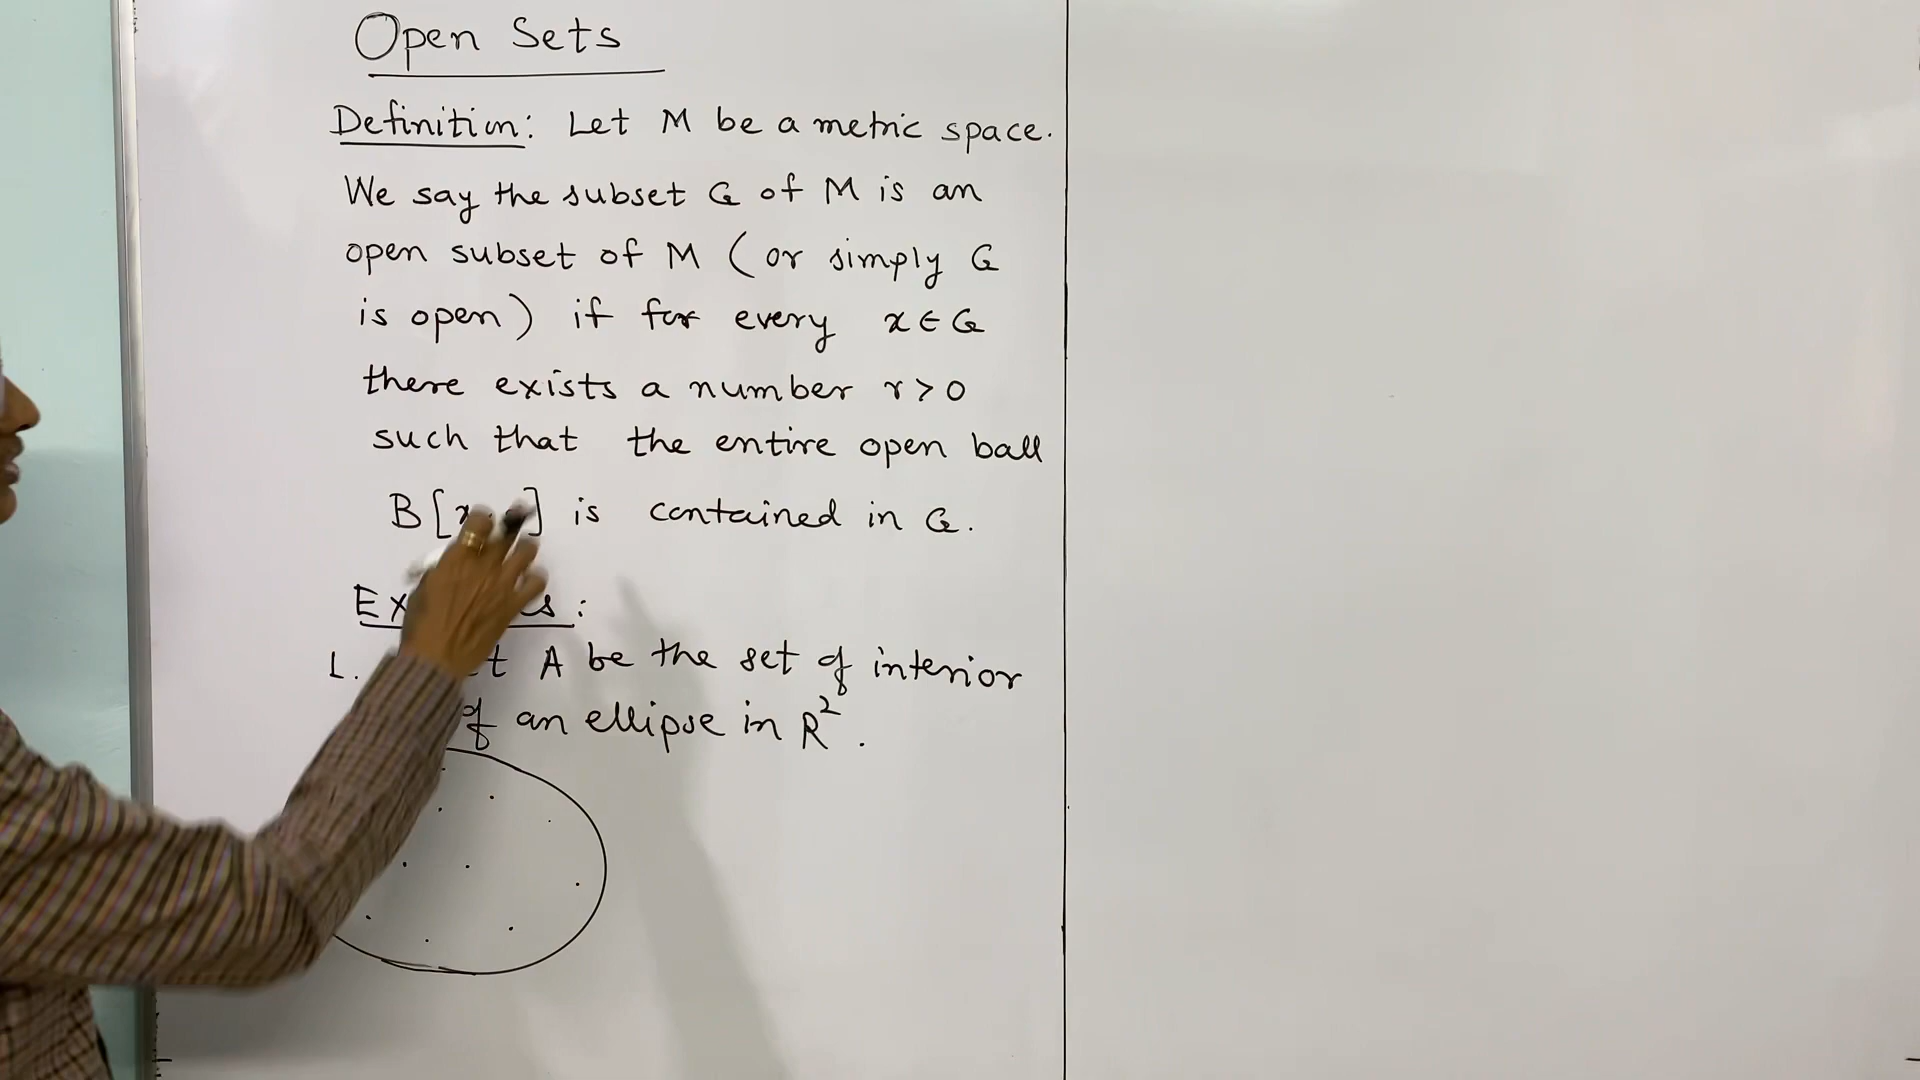 Open Sets
Definition: Let M be a metric space.
We say the subset G of M is an
open subset of M (or simply G
is open) if for every x ∈ G
there exists a number r > 0
such that the entire open ball
B[ ] is contained in G.
1. A be the set of interior
of an ellipse in R².